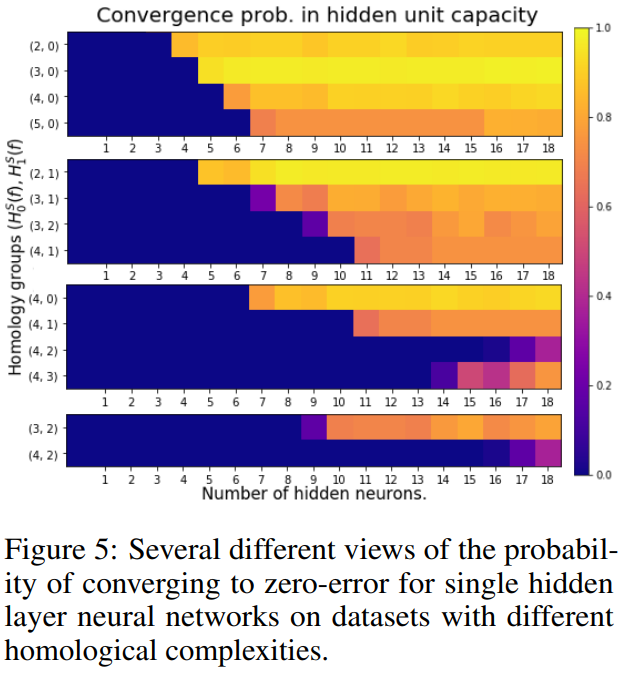 Convergence prob. in hidden unit capacity
Homology groups (H₀ˢ(f), H₁ˢ(f)
(2, 0)
(3, 0)
(4, 0)
(5, 0)
1 2 3 4 5 6 7 8 9 10 11 12 13 14 15 16 17 18
(2, 1)
(3, 1)
(3, 2)
(4, 1)
1 2 3 4 5 6 7 8 9 10 11 12 13 14 15 16 17 18
(4, 0)
(4, 1)
(4, 2)
(4, 3)
1 2 3 4 5 6 7 8 9 10 11 12 13 14 15 16 17 18
(3, 2)
(4, 2)
1 2 3 4 5 6 7 8 9 10 11 12 13 14 15 16 17 18
Number of hidden neurons.
1.0
0.8
0.6
0.4
0.2
0.0
Figure 5: Several different views of the probabil-
ity of converging to zero-error for single hidden
layer neural networks on datasets with different
homological complexities.